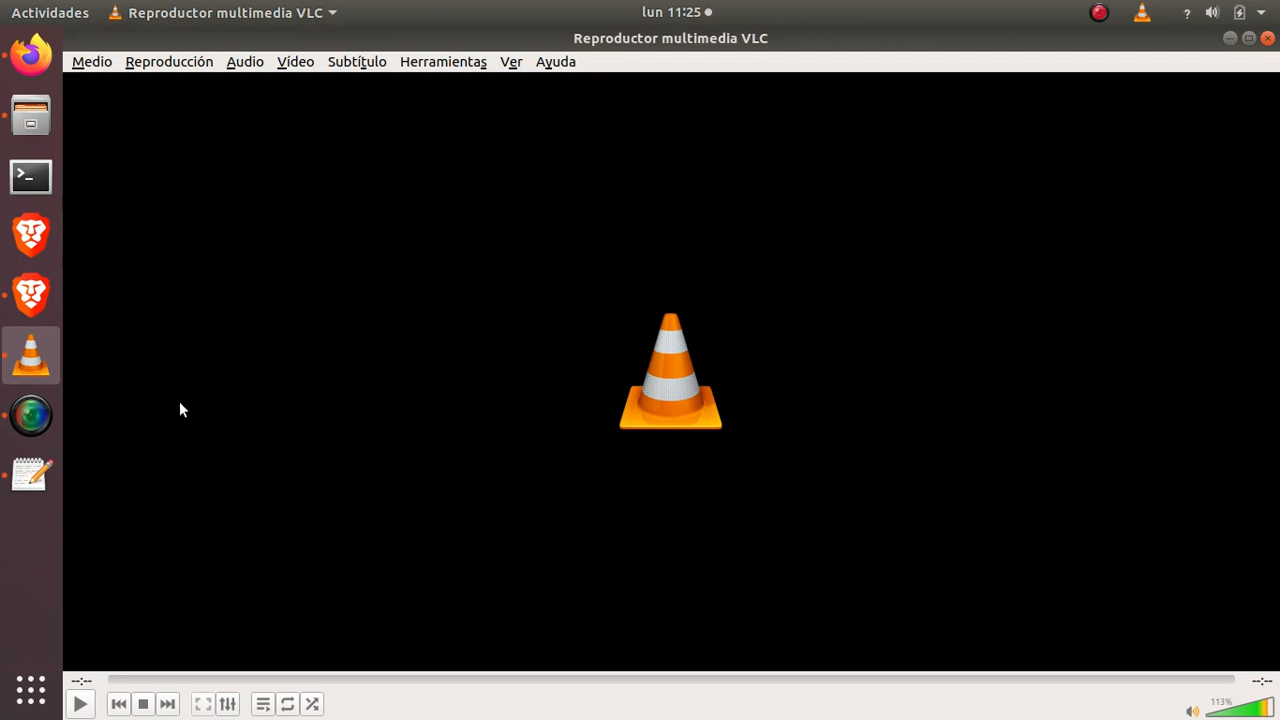 Actividades Reproductor multimedia VLC lun 11:25
Reproductor multimedia VLC
Medio Reproducción Audio Vídeo Subtítulo Herramientas Ver Ayuda
>_
--:-- --:--
113%